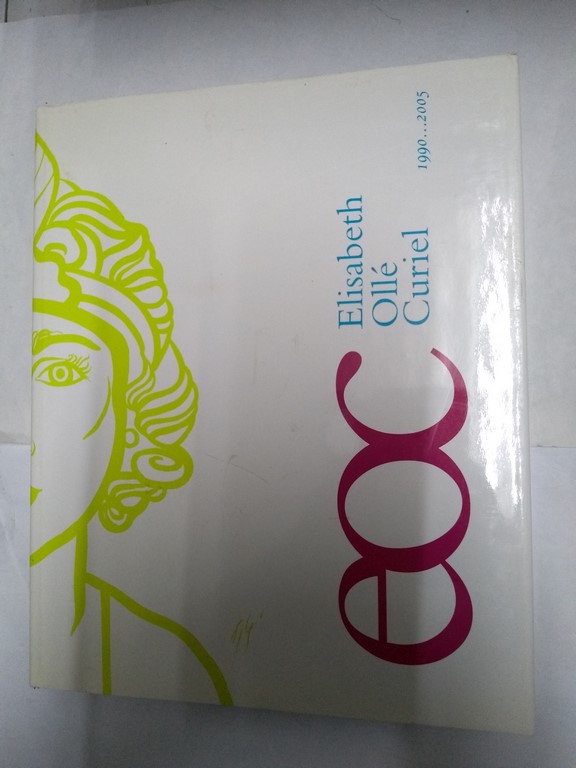 eoc
Elisabeth
Ollé
Curiel
1990...2005